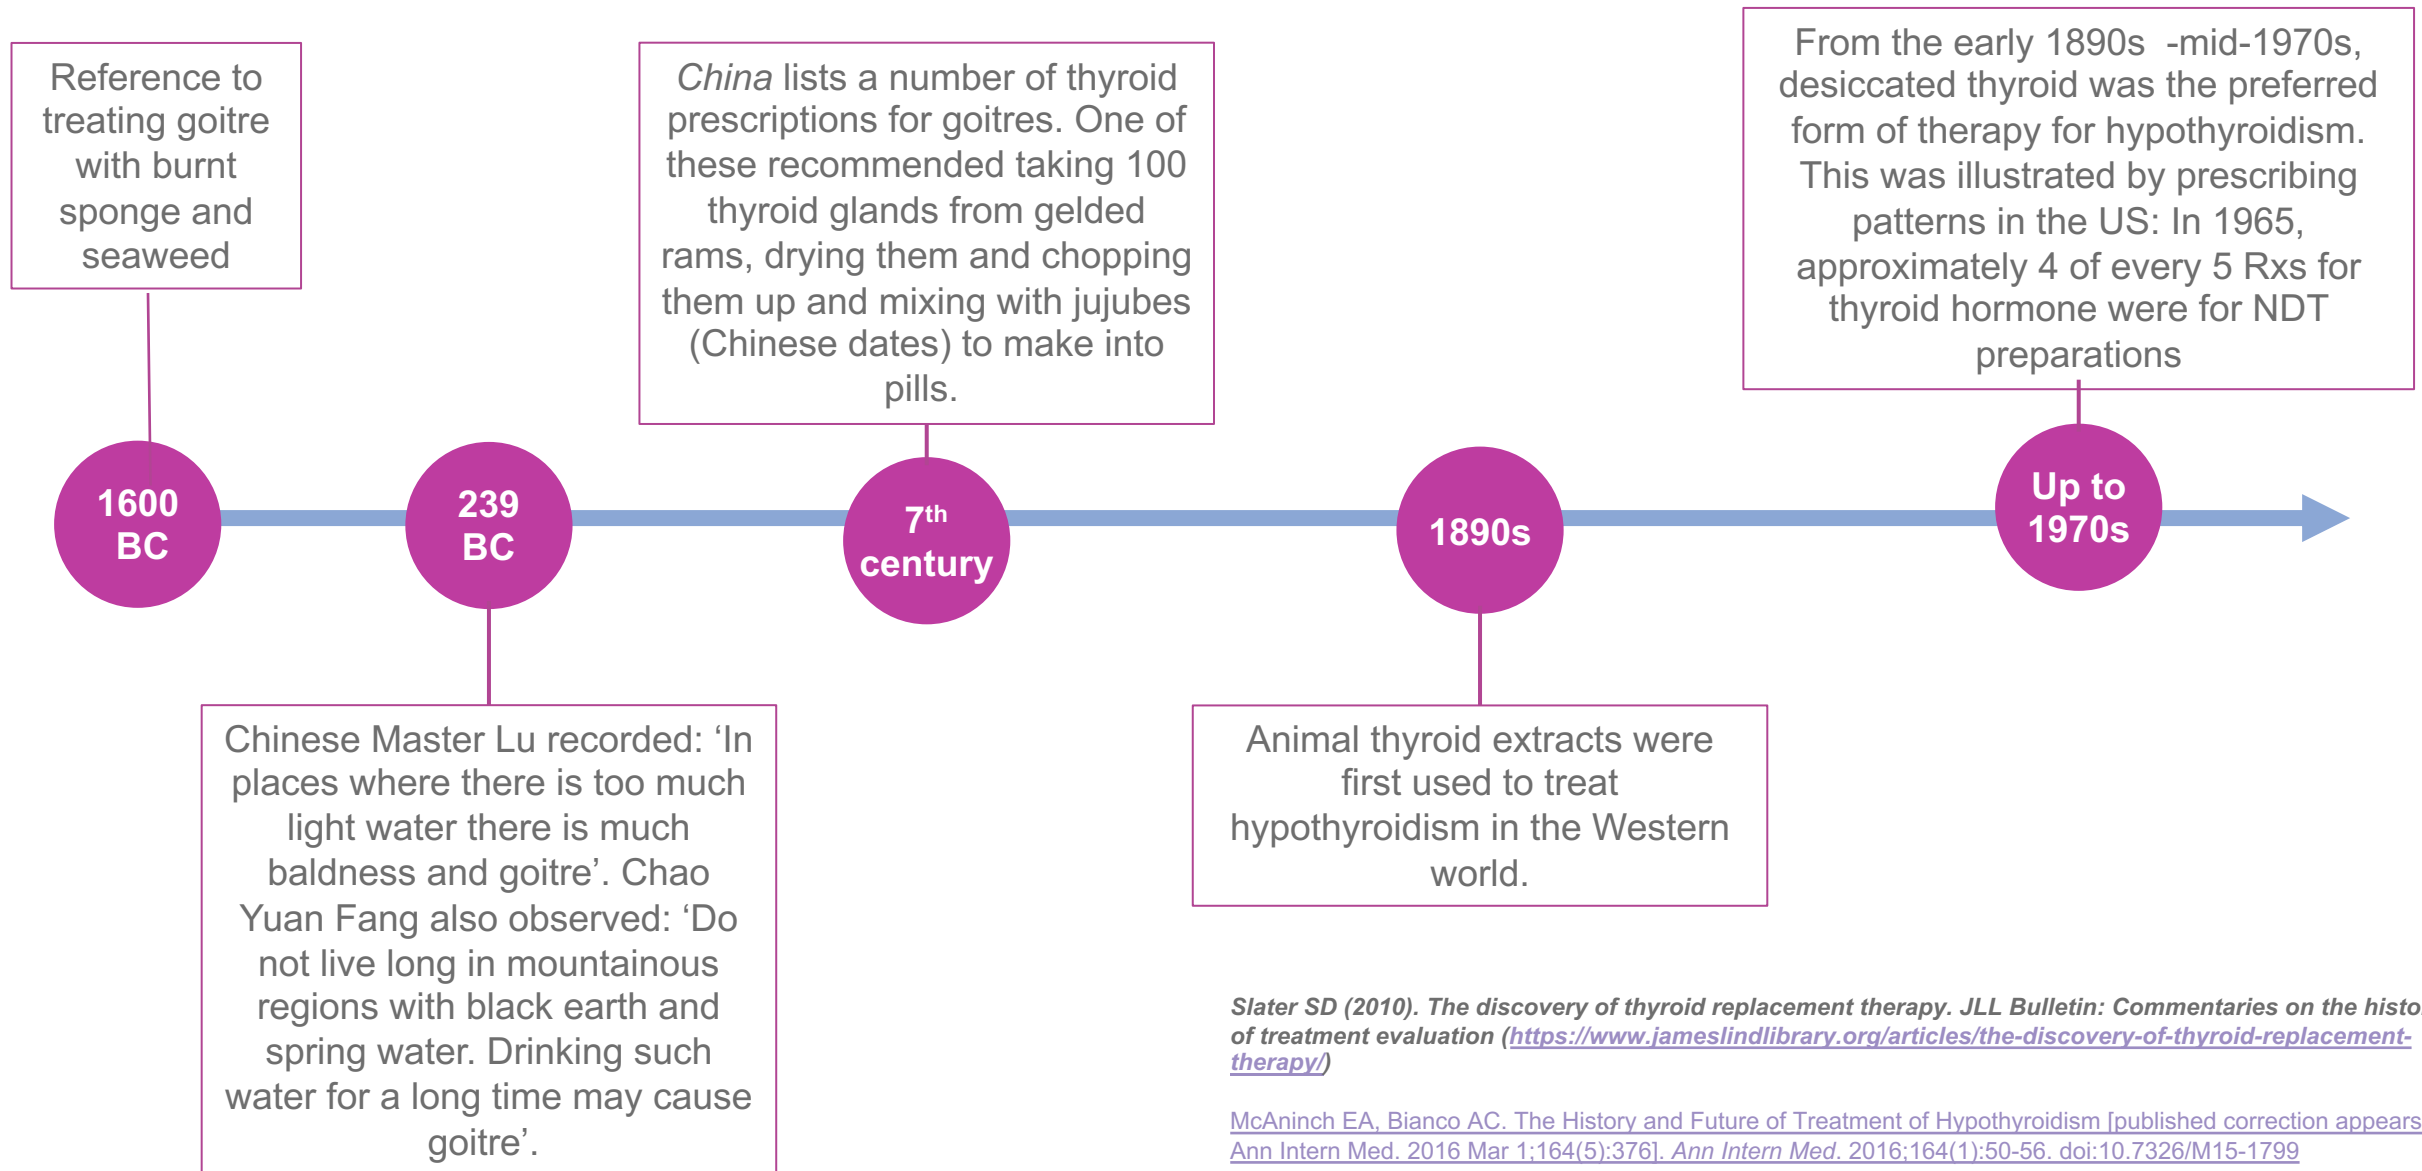 Reference to
treating goitre
with burnt
sponge and
seaweed
China lists a number of thyroid
prescriptions for goitres. One of
these recommended taking 100
thyroid glands from gelded
rams, drying them and chopping
them up and mixing with jujubes
(Chinese dates) to make into
pills.
From the early 1890s -mid-1970s,
desiccated thyroid was the preferred
form of therapy for hypothyroidism.
This was illustrated by prescribing
patterns in the US: In 1965,
approximately 4 of every 5 Rxs for
thyroid hormone were for NDT
preparations
1600
BC
239
BC
7th
century
1890s
Up to
1970s
Chinese Master Lu recorded: ‘In
places where there is too much
light water there is much
baldness and goitre’. Chao
Yuan Fang also observed: ‘Do
not live long in mountainous
regions with black earth and
spring water. Drinking such
water for a long time may cause
goitre’.
Animal thyroid extracts were
first used to treat
hypothyroidism in the Western
world.
Slater SD (2010). The discovery of thyroid replacement therapy. JLL Bulletin: Commentaries on the histo
of treatment evaluation (https://www.jameslindlibrary.org/articles/the-discovery-of-thyroid-replacement-
therapy/)
McAninch EA, Bianco AC. The History and Future of Treatment of Hypothyroidism [published correction appears
Ann Intern Med. 2016 Mar 1;164(5):376]. Ann Intern Med. 2016;164(1):50-56. doi:10.7326/M15-1799